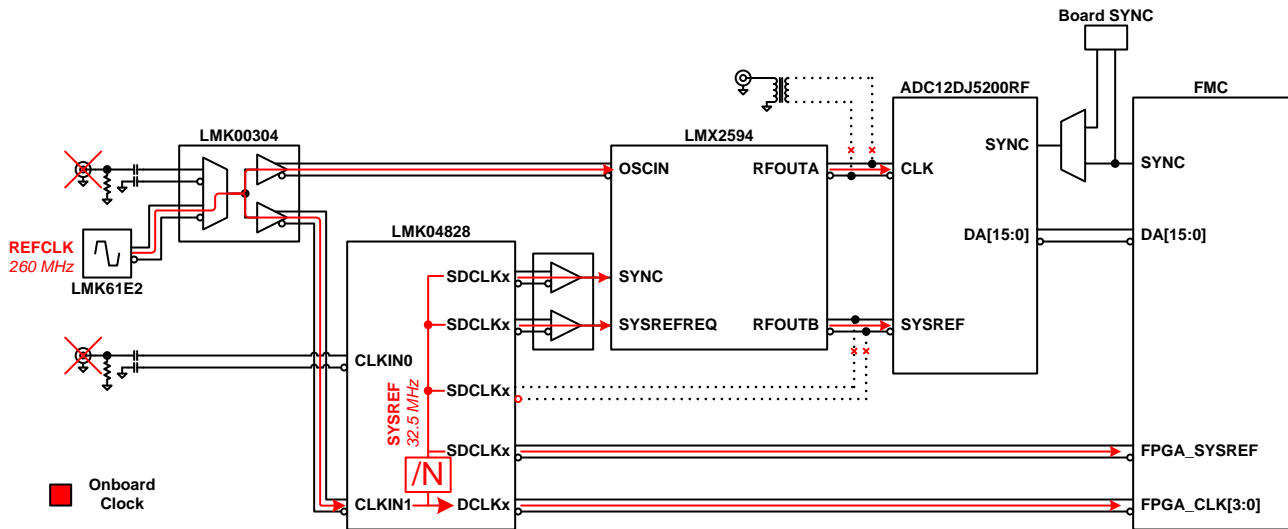 Board SYNC
ADC12DJ5200RF
FMC
LMK00304
LMX2594
SYNC
SYNC
OSCIN
RFOUTA
CLK
REFCLK
260 MHz
LMK61E2
LMK04828
DA[15:0]
DA[15:0]
SDCLKx
SYNC
SDCLKx
SYSREFREQ
RFOUTB
SYSREF
CLKIN0
SYSREF
32.5 MHz
SDCLKx
SDCLKx
FPGA_SYSREF
/N
Onboard
Clock
CLKIN1
DCLKx
FPGA_CLK[3:0]